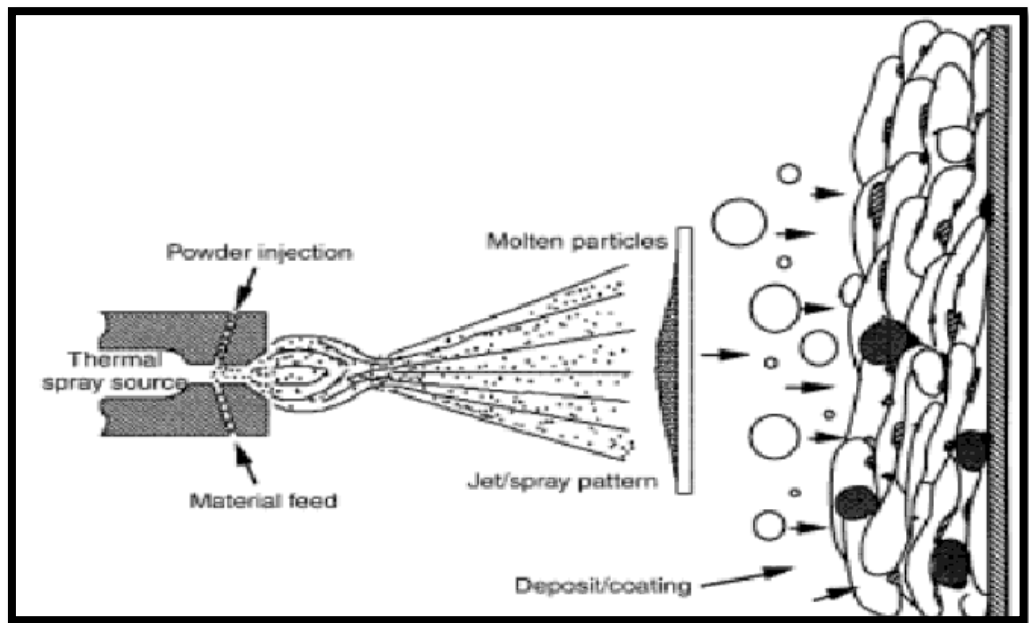 Powder injection
Molten particles
Thermal
spray source
Jet/spray pattern
Material feed
Deposit/coating